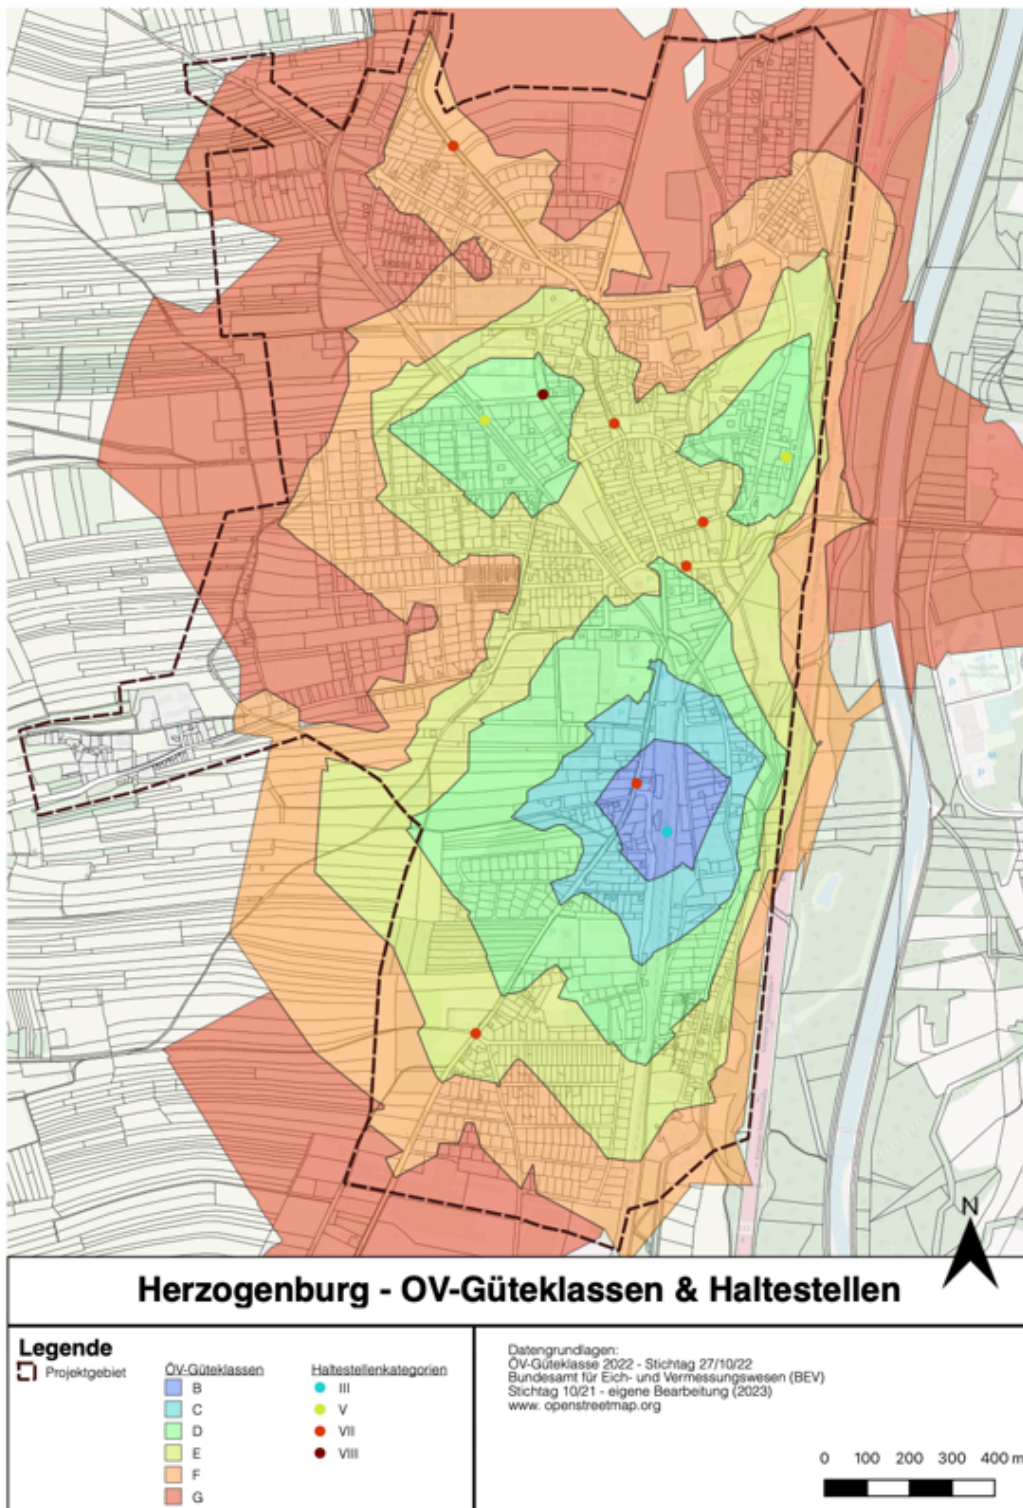 N
Herzogenburg - ÖV-Güteklassen & Haltestellen
Legende
Projektgebiet
ÖV-Güteklassen
B
C
D
E
F
G
Haltestellenkategorien
III
V
VII
VIII
Datengrundlagen:
ÖV-Güteklasse 2022 - Stichtag 27/10/22
Bundesamt für Eich- und Vermessungswesen (BEV)
Stichtag 10/21 - eigene Bearbeitung (2023)
www. openstreetmap.org
0 100 200 300 400 m